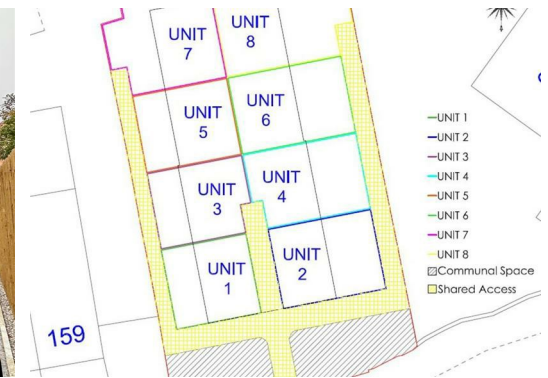 UNIT
7
UNIT
8
UNIT
5
UNIT
6
UNIT
3
UNIT
4
UNIT
1
UNIT
2
159
UNIT 1
UNIT 2
UNIT 3
UNIT 4
UNIT 5
UNIT 6
UNIT 7
UNIT 8
Communal Space
Shared Access